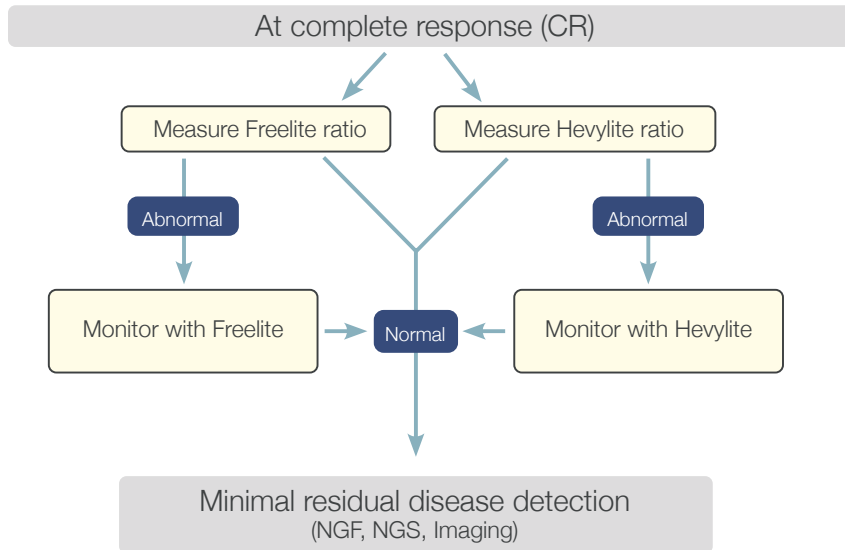 At complete response (CR)
Measure Freelite ratio
Measure Hevylite ratio
Abnormal
Abnormal
Monitor with Freelite
Normal
Monitor with Hevylite
Minimal residual disease detection
(NGF, NGS, Imaging)